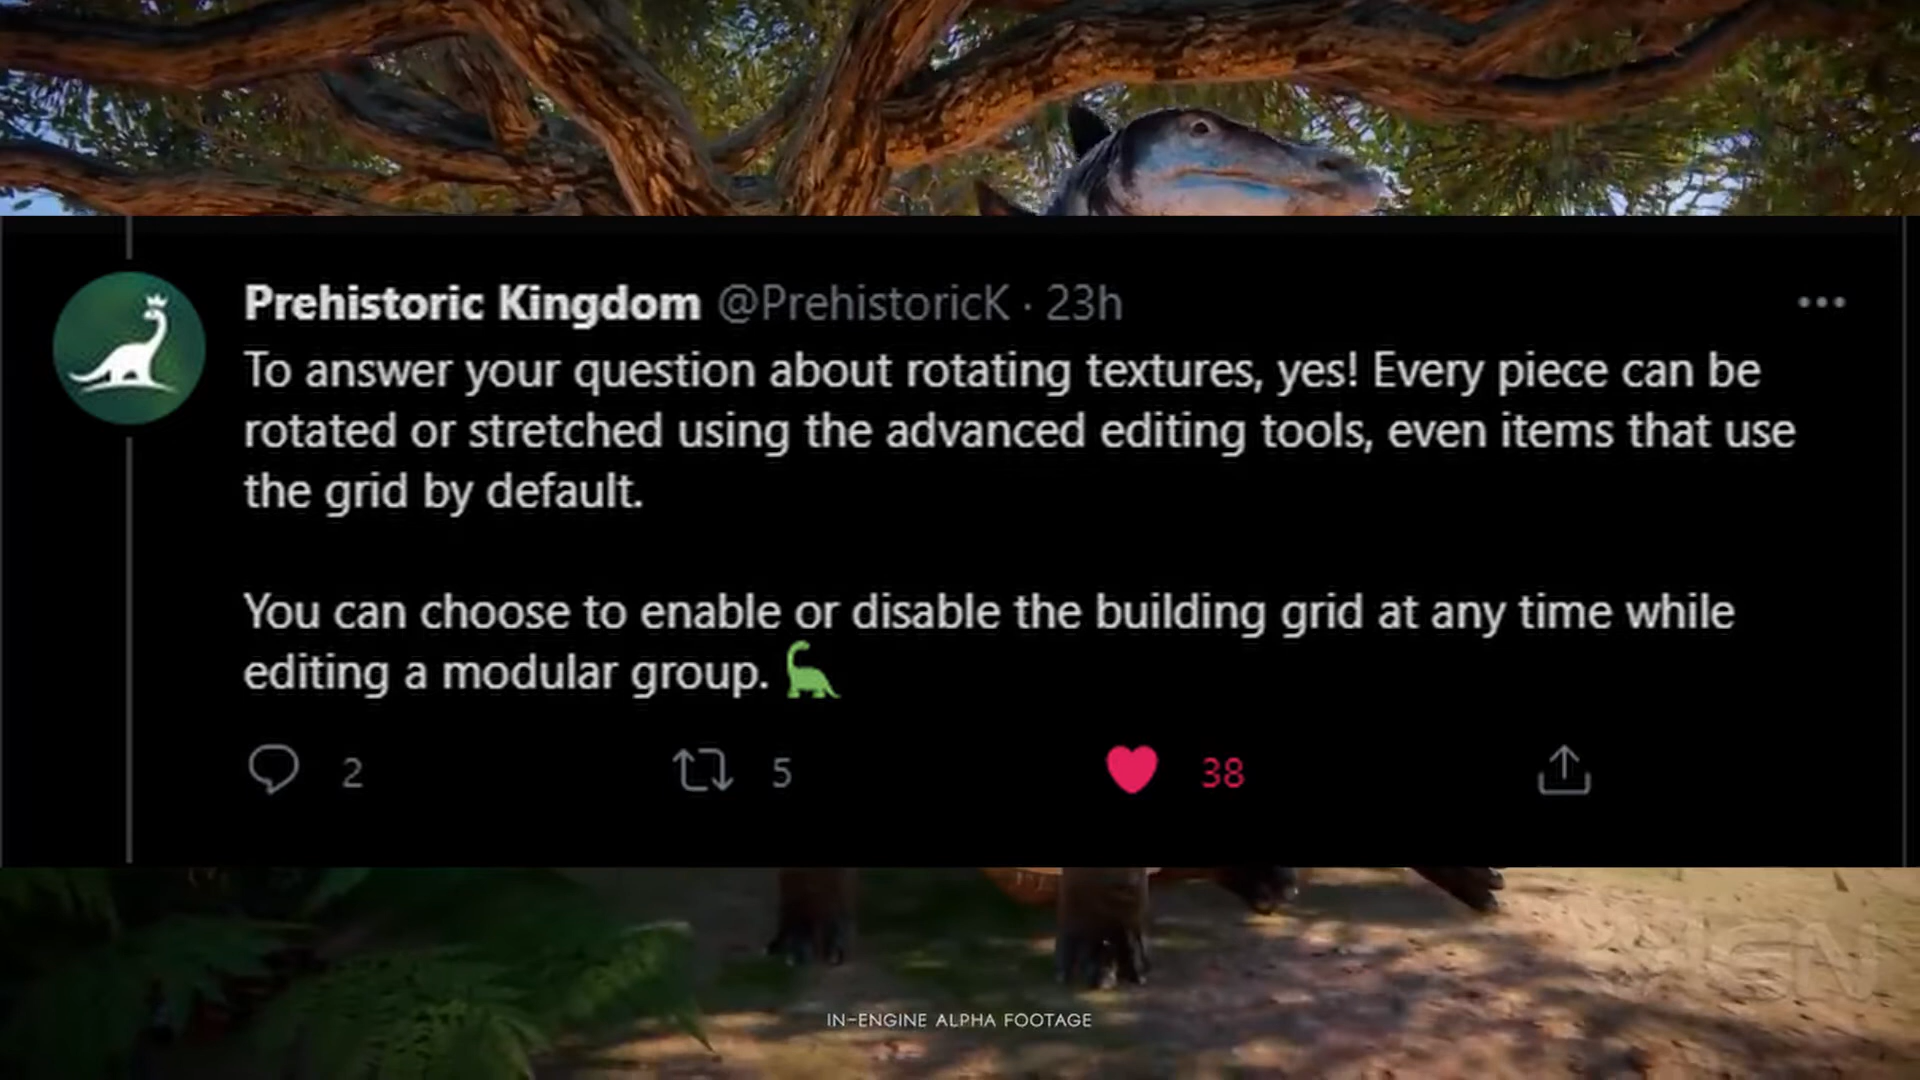 Prehistoric Kingdom @PrehistoricK · 23h
To answer your question about rotating textures, yes! Every piece can be
rotated or stretched using the advanced editing tools, even items that use
the grid by default.
You can choose to enable or disable the building grid at any time while
editing a modular group. 🦕
2 5 38
IGN
IN-ENGINE ALPHA FOOTAGE